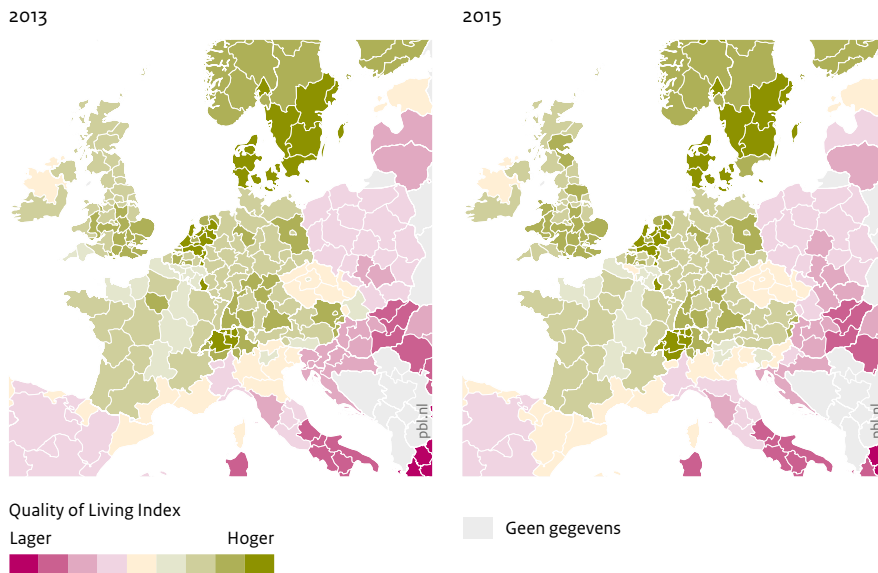 2013
2015
pbl.nl
pbl.nl
Quality of Living Index
Lager
Hoger
Geen gegevens